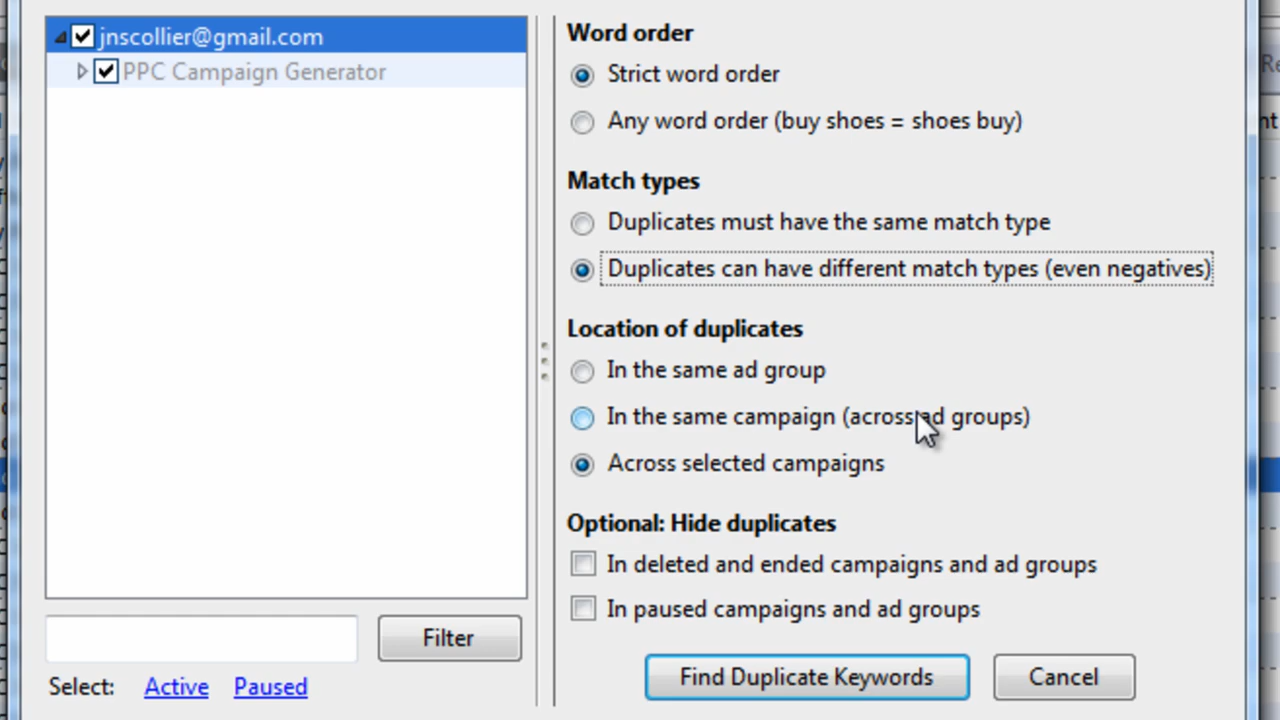 jnscollier@gmail.com
PPC Campaign Generator
Filter
Select: Active Paused
Word order
Strict word order
Any word order (buy shoes = shoes buy)
Match types
Duplicates must have the same match type
Duplicates can have different match types (even negatives)
Location of duplicates
In the same ad group
In the same campaign (across ad groups)
Across selected campaigns
Optional: Hide duplicates
In deleted and ended campaigns and ad groups
In paused campaigns and ad groups
Find Duplicate Keywords
Cancel